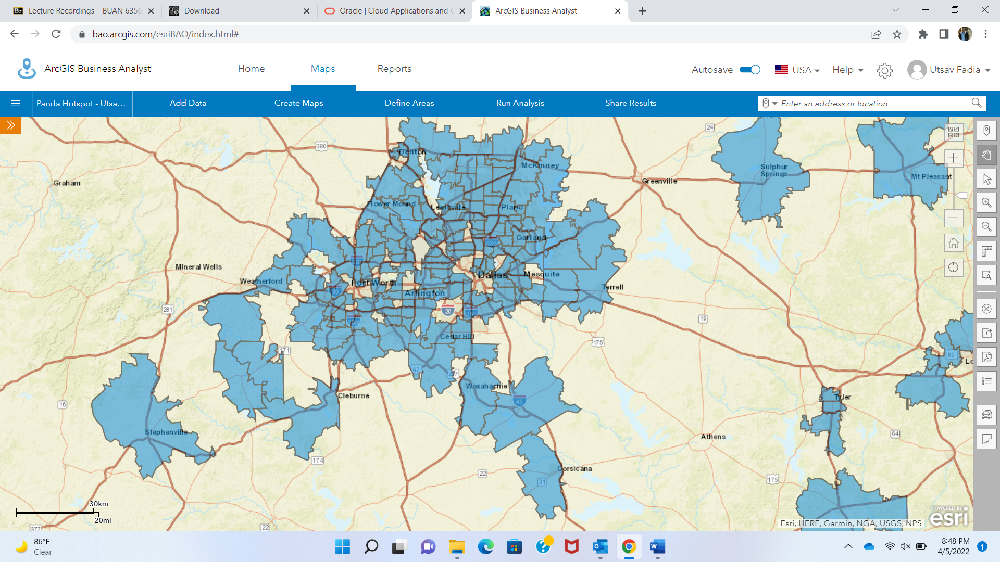 Lecture Recordings – BUAN 6356
Download
Oracle | Cloud Applications and C
ArcGIS Business Analyst
bao.arcgis.com/esriBAO/index.html#
ArcGIS Business Analyst
Home
Maps
Reports
Autosave
USA
Help
Utsav Fadia
Panda Hotspot - Utsa...
Add Data
Create Maps
Define Areas
Run Analysis
Share Results
Enter an address or location
24
380
Denton
McKinney
Sulphur
Springs
Mt Pleasant
Graham
Greenville
Flower Mound
Lewisville
Plano
Garland
635
Mineral Wells
Weatherford
Fort Worth
Dallas
Mesquite
Terrell
30
Arlington
281
20
35E
19
Cedar Hill
175
171
67
287
80
Lo
Waxahachie
45
Cleburne
Tyler
16
Stephenville
Athens
64
174
22
Corsicana
31
175
30km
20mi
377
22
POWERED BY
esri
Esri, HERE, Garmin, NGA, USGS, NPS
86°F
Clear
8:48 PM
4/5/2022
1